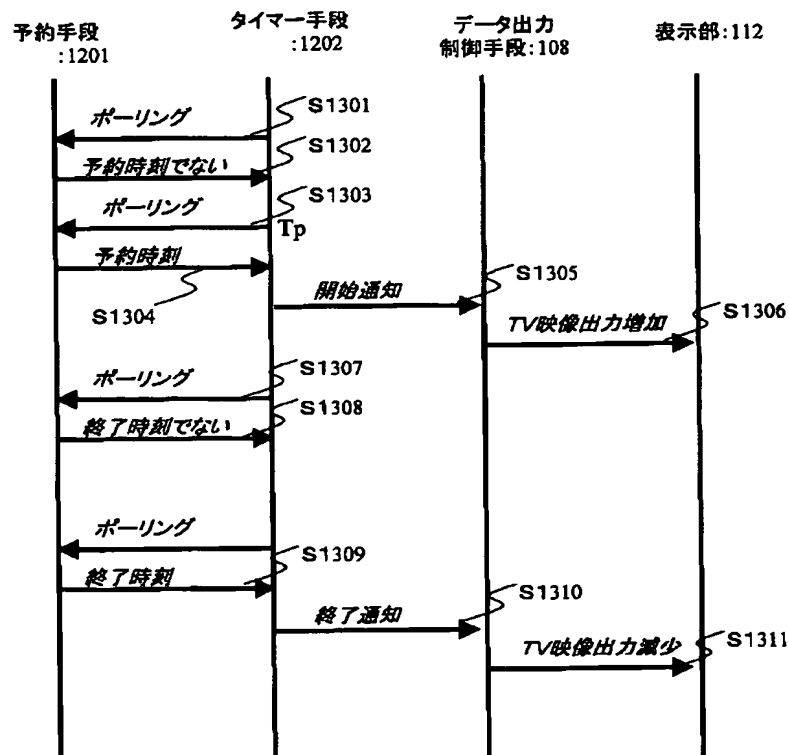 予約手段
:1201
タイマー手段
:1202
データ出力
制御手段:108
表示部:112
ポーリング
S1301
予約時刻でない
S1302
ポーリング
S1303
Tp
予約時刻
S1304
開始通知
S1305
TV映像出力増加
S1306
ポーリング
S1307
終了時刻でない
S1308
ポーリング
終了時刻
S1309
終了通知
S1310
TV映像出力減少
S1311